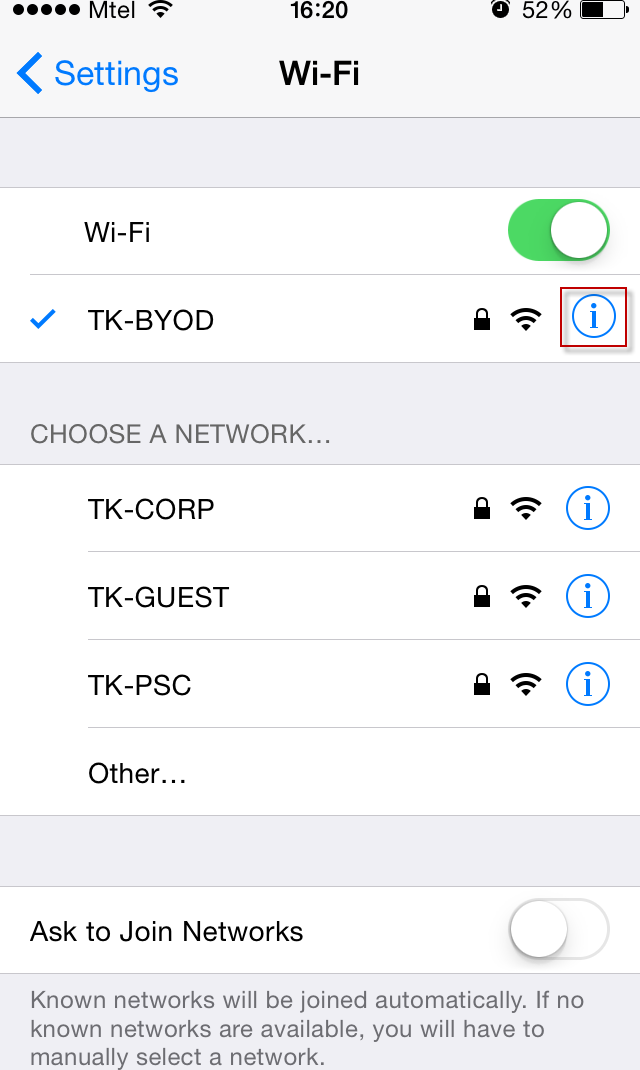 Mtel 16:20 52%
Settings Wi-Fi
Wi-Fi
TK-BYOD
CHOOSE A NETWORK...
TK-CORP
TK-GUEST
TK-PSC
Other...
Ask to Join Networks
Known networks will be joined automatically. If no
known networks are available, you will have to
manually select a network.